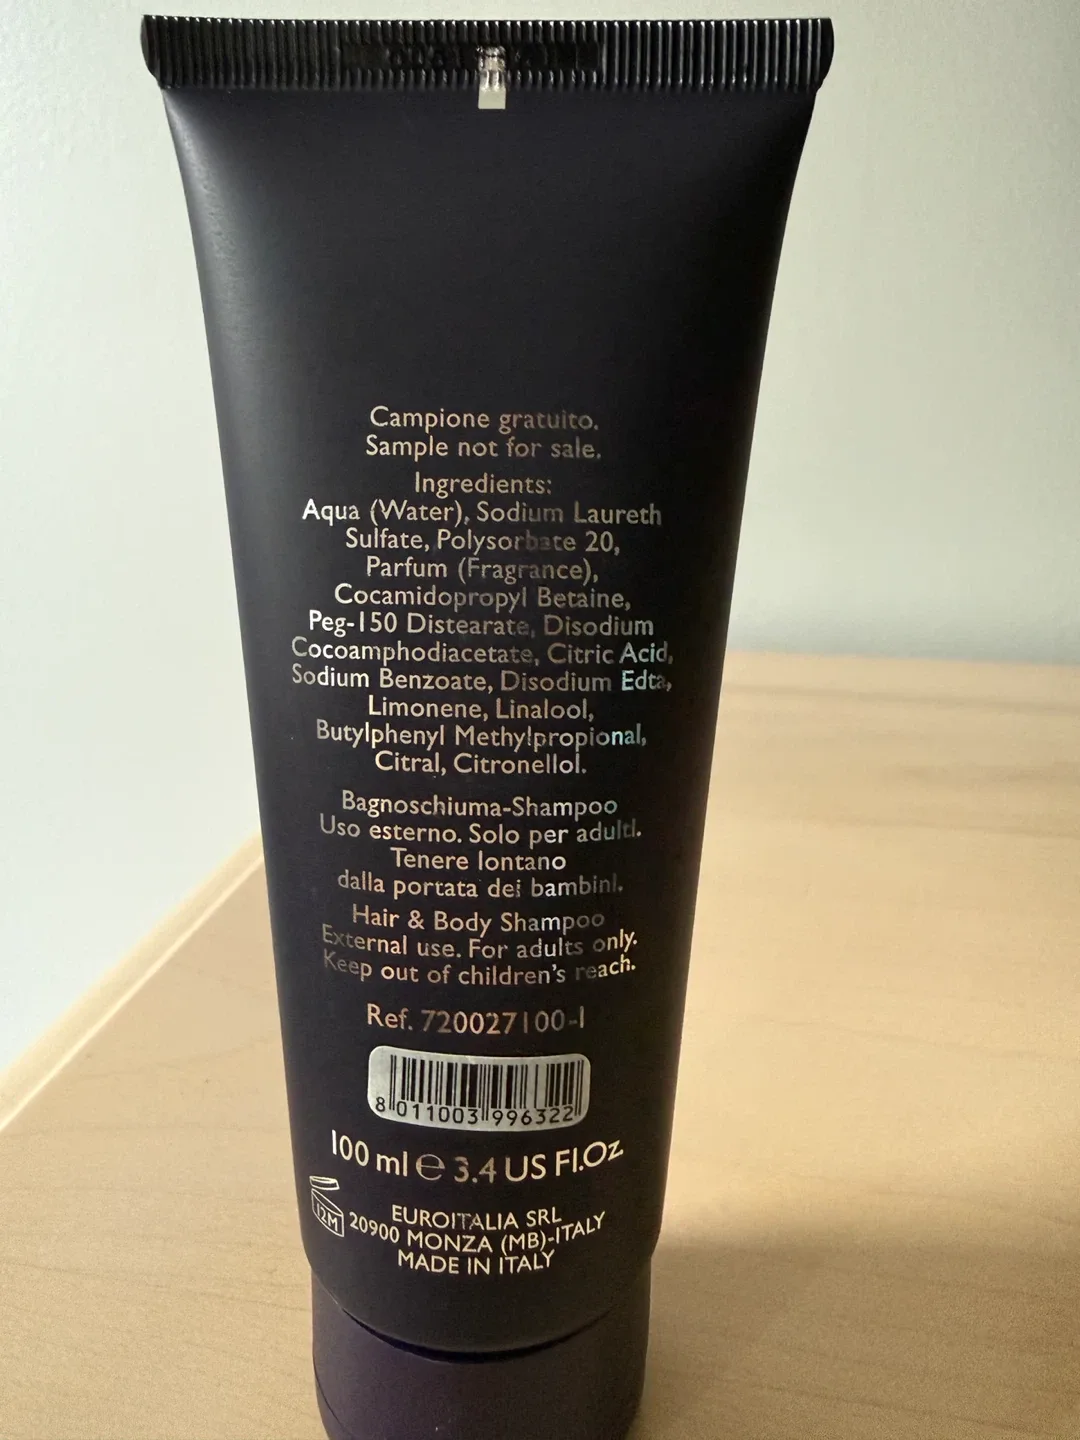 Campione gratuito.
Sample not for sale.
Ingredients:
Aqua (Water), Sodium Laureth
Sulfate, Polysorbate 20,
Parfum (Fragrance),
Cocamidopropyl Betaine,
Peg-150 Distearate, Disodium
Cocoamphodiacetate, Citric Acid,
Sodium Benzoate, Disodium Edta,
Limonene, Linalool,
Butylphenyl Methylpropional,
Citral, Citronellol.
Bagnoschiuma-Shampoo
Uso esterno. Solo per adulti.
Tenere lontano
dalla portata dei bambini.
Hair & Body Shampoo
External use. For adults only.
Keep out of children's reach.
Ref. 720027100-1
8 011003 996322
100 ml e 3.4 US Fl.Oz
12M
EUROITALIA SRL
20900 MONZA (MB)-ITALY
MADE IN ITALY